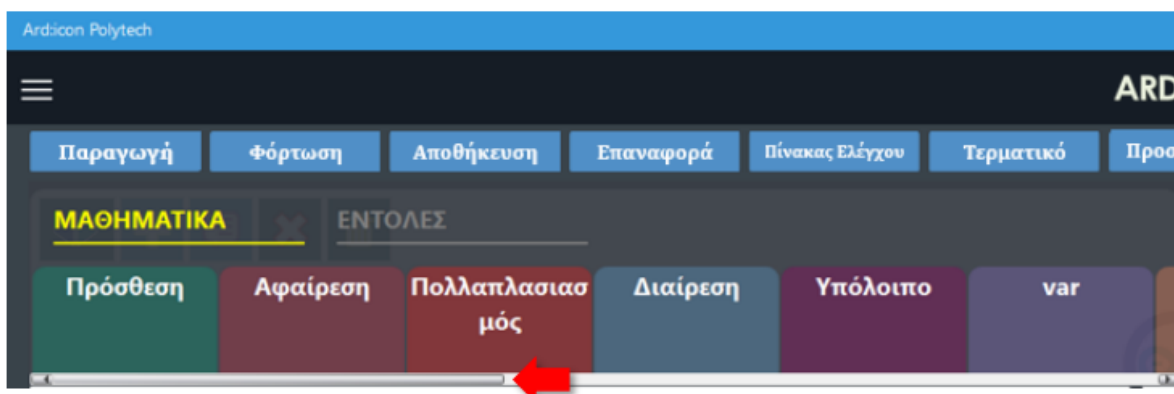 Ard:icon Polytech
ARD
Παραγωγή Φόρτωση Αποθήκευση Επαναφορά Πίνακας Ελέγχου Τερματικό Προσ
ΜΑΘΗΜΑΤΙΚΑ ΕΝΤΟΛΕΣ
Πρόσθεση Αφαίρεση Πολλαπλασιασ Διαίρεση Υπόλοιπο var
μός